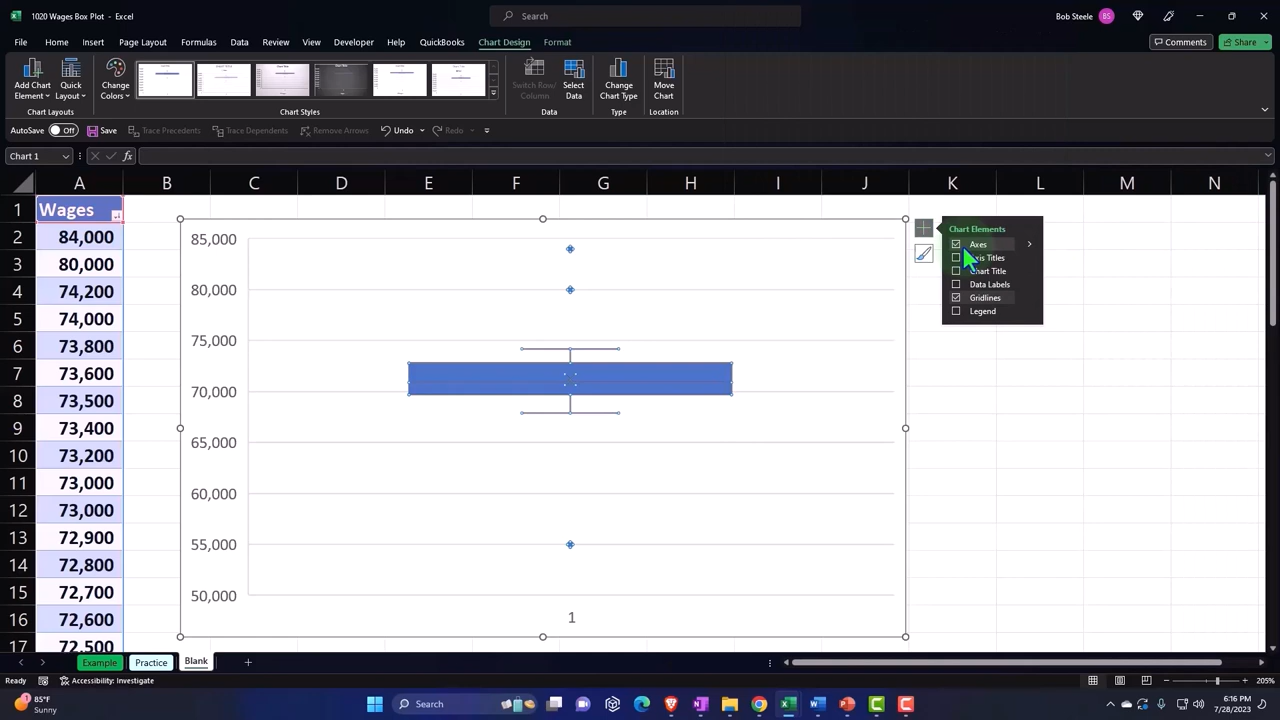 1020 Wages Box Plot - Excel
Search
Bob Steele BS
File Home Insert Page Layout Formulas Data Review View Developer Help QuickBooks Chart Design Format
Comments Share
Add Chart Element
Quick Layout
Change Colors
Switch Row/ Column
Select Data
Change Chart Type
Move Chart
Chart Layouts Chart Styles Data Type Location
AutoSave Off Save Trace Precedents Trace Dependents Remove Arrows Undo Redo
Chart 1 fx
A B C D E F G H I J K L M N
1 Wages
2 84,000
3 80,000
4 74,200
5 74,000
6 73,800
7 73,600
8 73,500
9 73,400
10 73,200
11 73,000
12 73,000
13 72,900
14 72,800
15 72,700
16 72,600
17 72,500
85,000
80,000
75,000
70,000
65,000
60,000
55,000
50,000
1
Chart Elements
Axes
Axis Titles
Chart Title
Data Labels
Gridlines
Legend
Example Practice Blank
Ready Accessibility: Investigate 205%
85°F
Sunny
Search
6:16 PM
7/28/2023